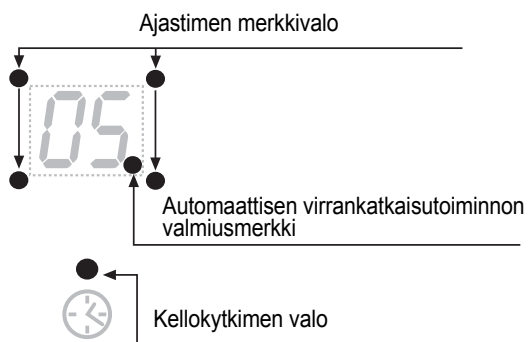 Ajastimen merkkivalo
05
Automaattisen virrankatkaisutoiminnon
valmiusmerkki
Kellokytkimen valo